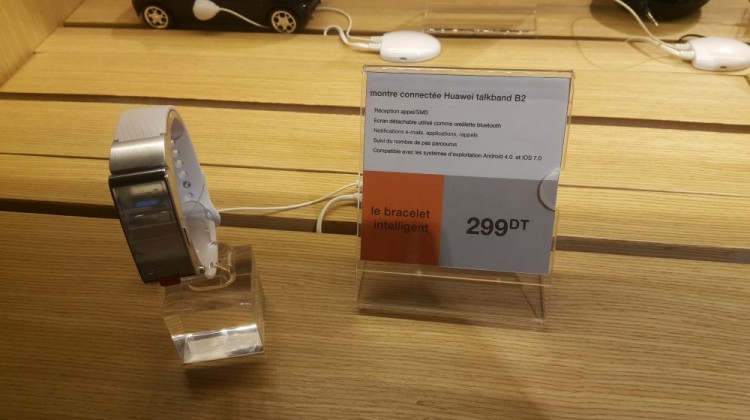 montre connectée Huawei talkband B2
Réception appel/SMS
Ecran détachable utilisé comme oreillette bluetooth
Notifications e-mails, applications, rappels
Suivi du nombre de pas parcourus
Compatible avec les systèmes d'exploitation Android 4.0 et iOS 7.0
le bracelet
intelligent
299DT